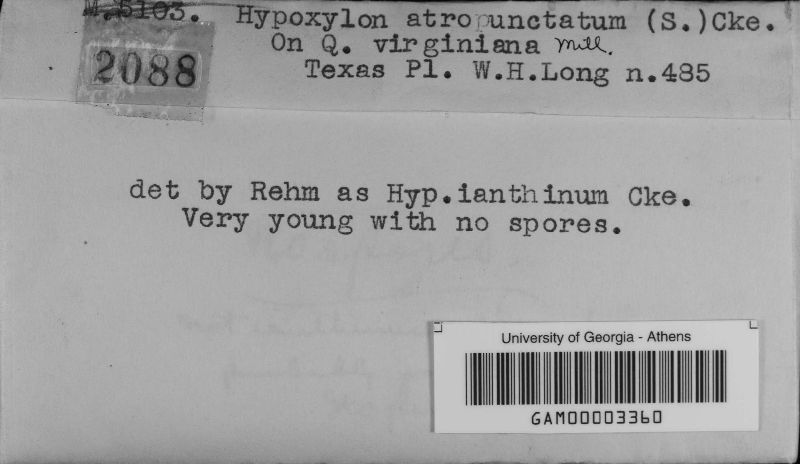 M.5103. Hypoxylon atropunctatum (S.)Cke.
2088
On Q. virginiana Mill.
Texas Pl. W.H.Long n.485
det by Rehm as Hyp.ianthinum Cke.
Very young with no spores.
University of Georgia - Athens
GAM00003360